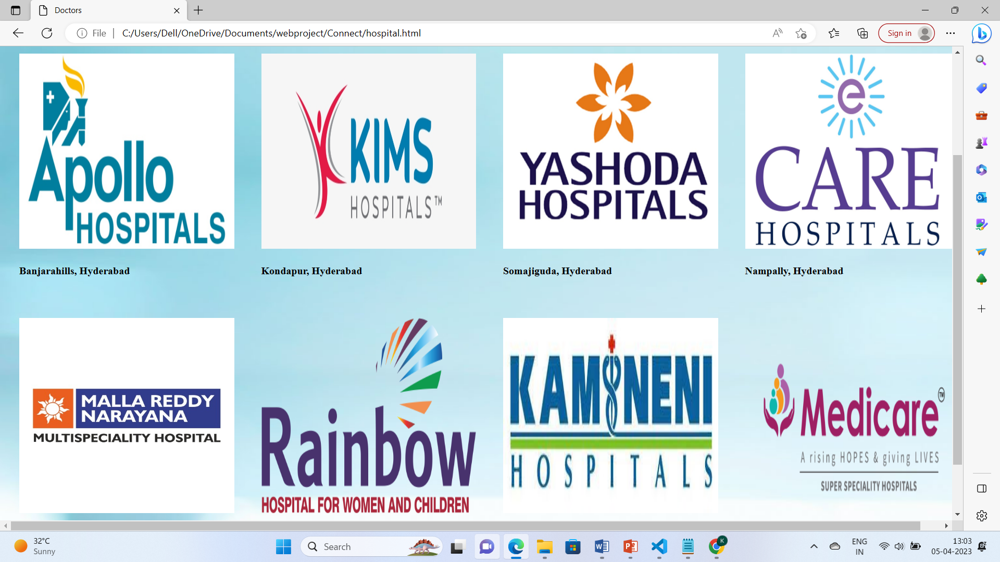 Doctors
File
C:/Users/Dell/OneDrive/Documents/webproject/Connect/hospital.html
Sign in
Apollo
HOSPITALS
KIMS
HOSPITALS™
YASHODA
HOSPITALS
e
CARE
HOSPITALS
Banjarahills, Hyderabad
Kondapur, Hyderabad
Somajiguda, Hyderabad
Nampally, Hyderabad
MALLA REDDY
NARAYANA
MULTISPECIALITY HOSPITAL
Rainbow
HOSPITAL FOR WOMEN AND CHILDREN
KAMINENI
HOSPITALS
Medicare™
A rising HOPES & giving LIVES
SUPER SPECIALITY HOSPITALS
32°C
Sunny
Search
K
ENG
IN
13:03
05-04-2023